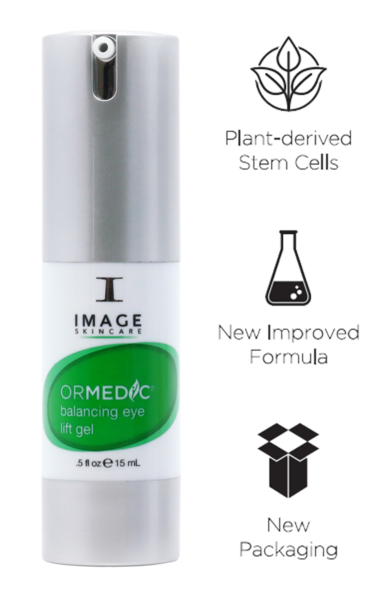 I
IMAGE
SKINCARE
ORMEDIC®
balancing eye
lift gel
.5 fl oz ℮ 15 mL
Plant-derived
Stem Cells
New Improved
Formula
New
Packaging